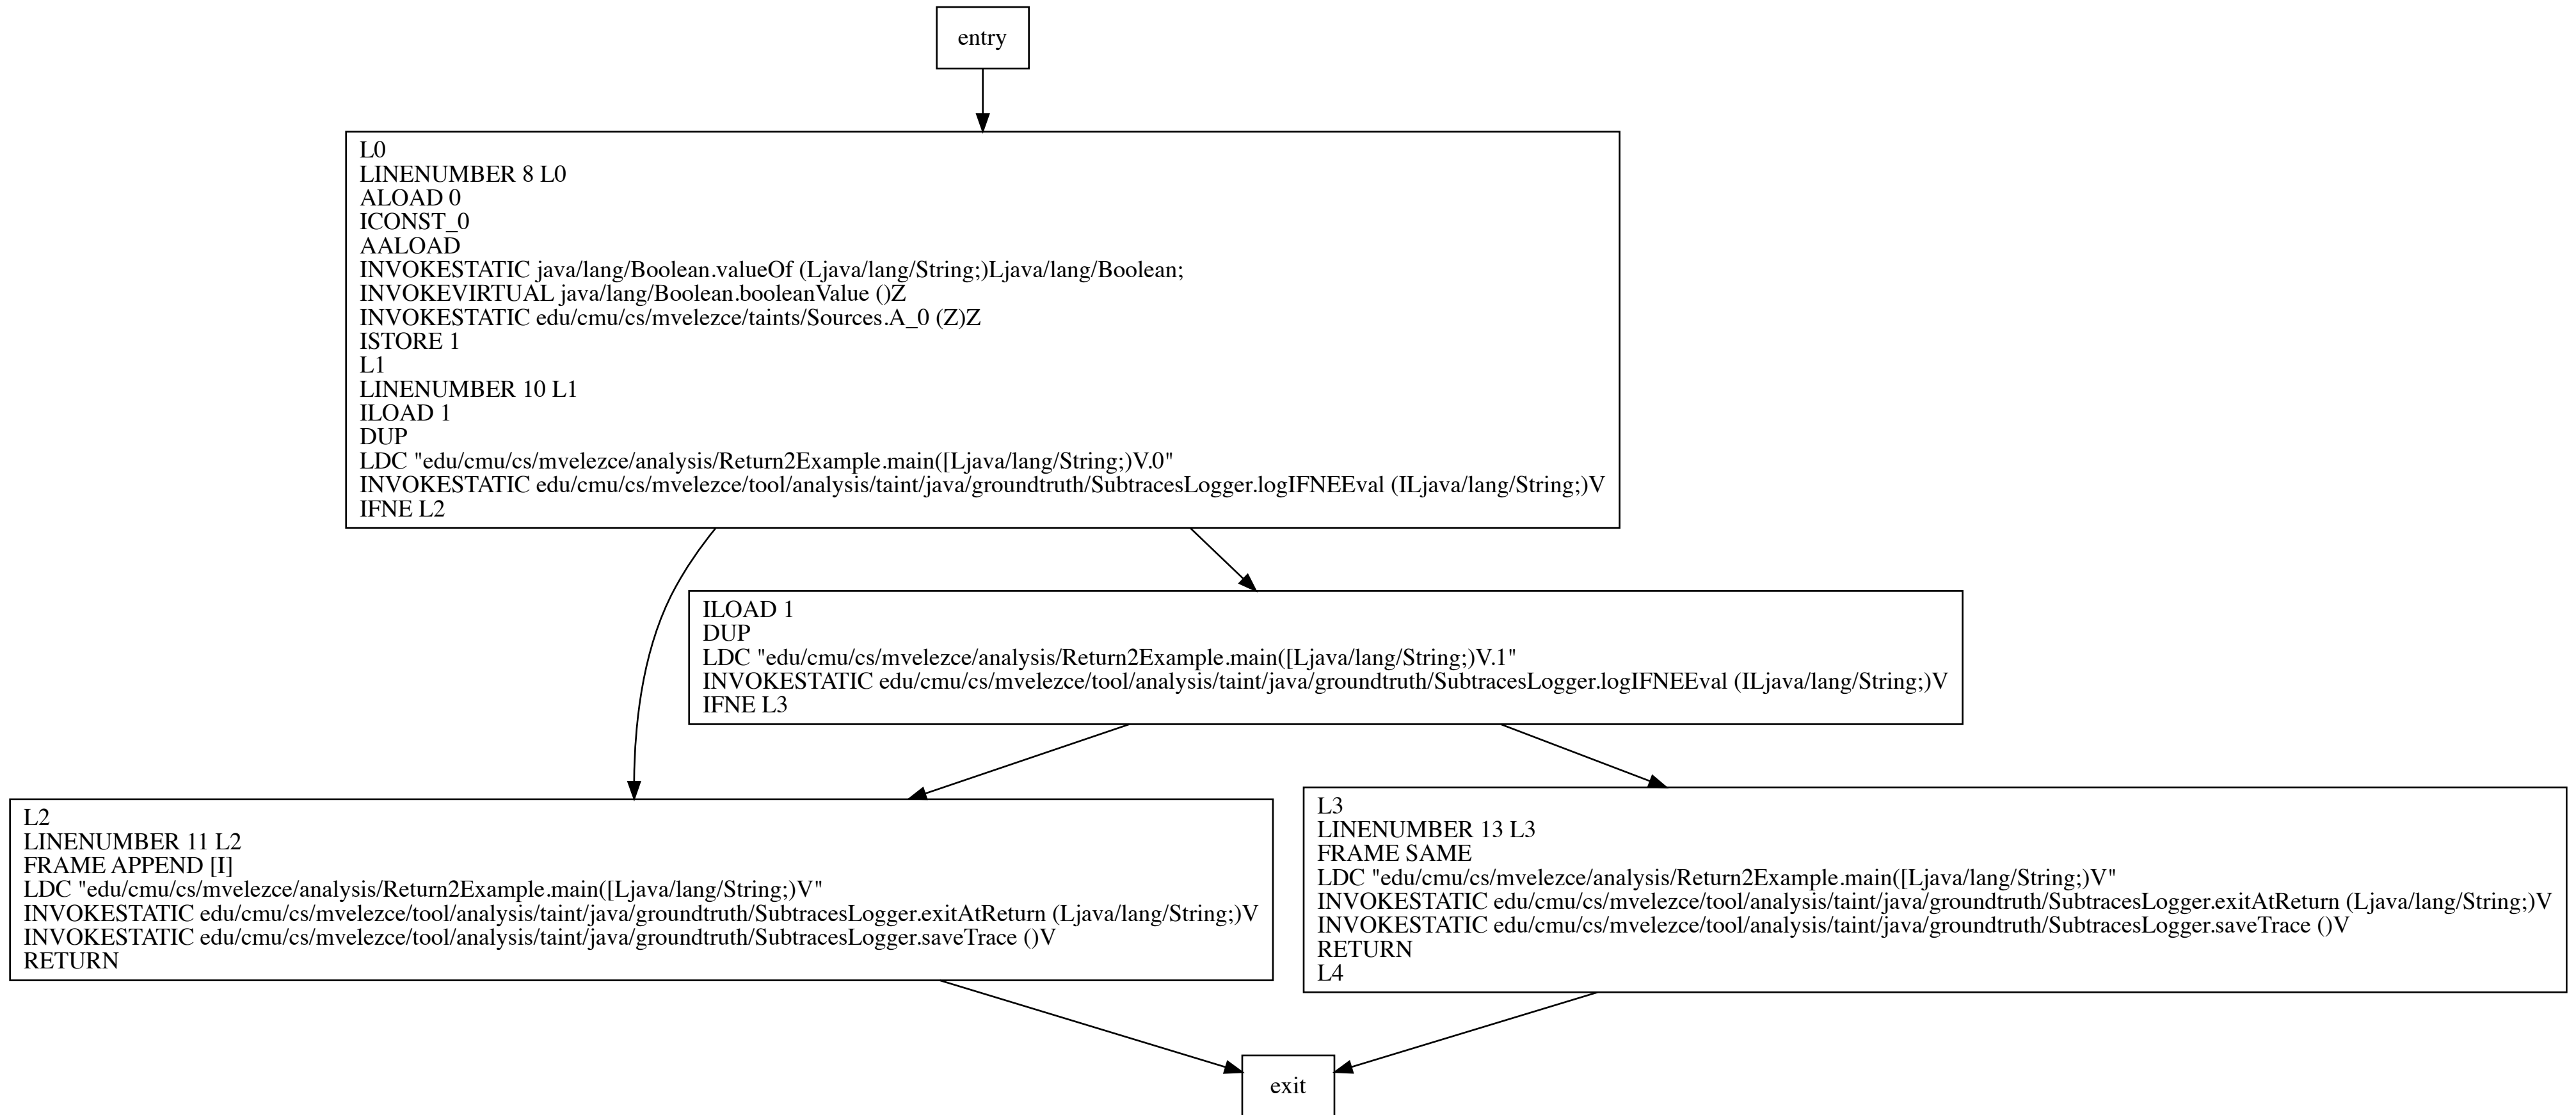 entry
L0
LINENUMBER 8 L0
ALOAD 0
ICONST_0
AALOAD
INVOKESTATIC java/lang/Boolean.valueOf (Ljava/lang/String;)Ljava/lang/Boolean;
INVOKEVIRTUAL java/lang/Boolean.booleanValue ()Z
INVOKESTATIC edu/cmu/cs/mvelezce/taints/Sources.A_0 (Z)Z
ISTORE 1
L1
LINENUMBER 10 L1
ILOAD 1
DUP
LDC "edu/cmu/cs/mvelezce/analysis/Return2Example.main([Ljava/lang/String;)V.0"
INVOKESTATIC edu/cmu/cs/mvelezce/tool/analysis/taint/java/groundtruth/SubtracesLogger.logIFNEEval (ILjava/lang/String;)V
IFNE L2
ILOAD 1
DUP
LDC "edu/cmu/cs/mvelezce/analysis/Return2Example.main([Ljava/lang/String;)V.1"
INVOKESTATIC edu/cmu/cs/mvelezce/tool/analysis/taint/java/groundtruth/SubtracesLogger.logIFNEEval (ILjava/lang/String;)V
IFNE L3
L2
LINENUMBER 11 L2
FRAME APPEND [I]
LDC "edu/cmu/cs/mvelezce/analysis/Return2Example.main([Ljava/lang/String;)V"
INVOKESTATIC edu/cmu/cs/mvelezce/tool/analysis/taint/java/groundtruth/SubtracesLogger.exitAtReturn (Ljava/lang/String;)V
INVOKESTATIC edu/cmu/cs/mvelezce/tool/analysis/taint/java/groundtruth/SubtracesLogger.saveTrace ()V
RETURN
L3
LINENUMBER 13 L3
FRAME SAME
LDC "edu/cmu/cs/mvelezce/analysis/Return2Example.main([Ljava/lang/String;)V"
INVOKESTATIC edu/cmu/cs/mvelezce/tool/analysis/taint/java/groundtruth/SubtracesLogger.exitAtReturn (Ljava/lang/String;)V
INVOKESTATIC edu/cmu/cs/mvelezce/tool/analysis/taint/java/groundtruth/SubtracesLogger.saveTrace ()V
RETURN
L4
exit